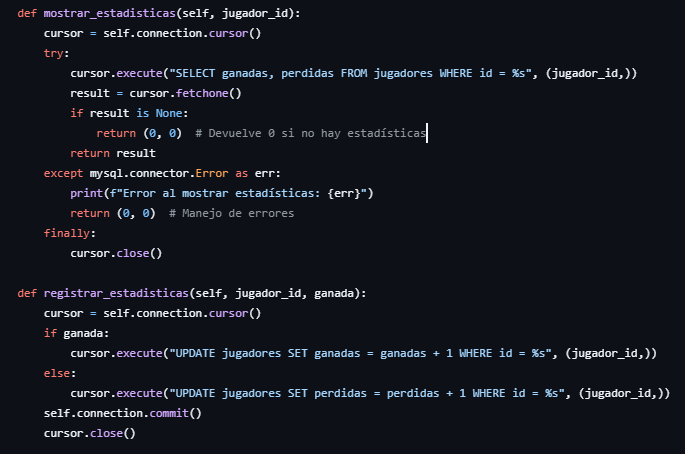 def mostrar_estadisticas(self, jugador_id):
    cursor = self.connection.cursor()
    try:
        cursor.execute("SELECT ganadas, perdidas FROM jugadores WHERE id = %s", (jugador_id,))
        result = cursor.fetchone()
        if result is None:
            return (0, 0)  # Devuelve 0 si no hay estadísticas
        return result
    except mysql.connector.Error as err:
        print(f"Error al mostrar estadísticas: {err}")
        return (0, 0)  # Manejo de errores
    finally:
        cursor.close()

def registrar_estadisticas(self, jugador_id, ganada):
    cursor = self.connection.cursor()
    if ganada:
        cursor.execute("UPDATE jugadores SET ganadas = ganadas + 1 WHERE id = %s", (jugador_id,))
    else:
        cursor.execute("UPDATE jugadores SET perdidas = perdidas + 1 WHERE id = %s", (jugador_id,))
    self.connection.commit()
    cursor.close()